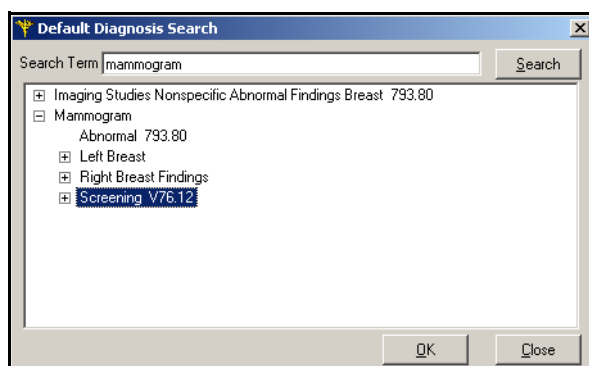 Default Diagnosis Search
Search Term mammogram Search
Imaging Studies Nonspecific Abnormal Findings Breast 793.80
Mammogram
Abnormal 793.80
Left Breast
Right Breast Findings
Screening V76.12
OK Close